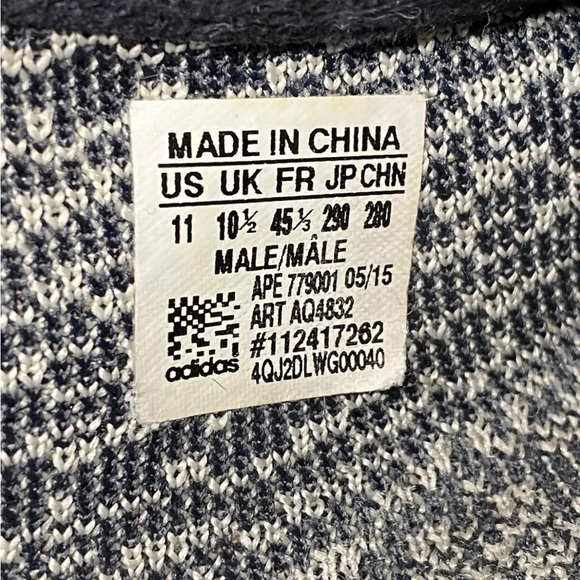 MADE IN CHINA
US UK FR JP CHN
11 10½ 45⅓ 290 280
MALE/MÂLE
APE 779001 05/15
ART AQ4832
#112417262
adidas 4QJ2DLWG00040